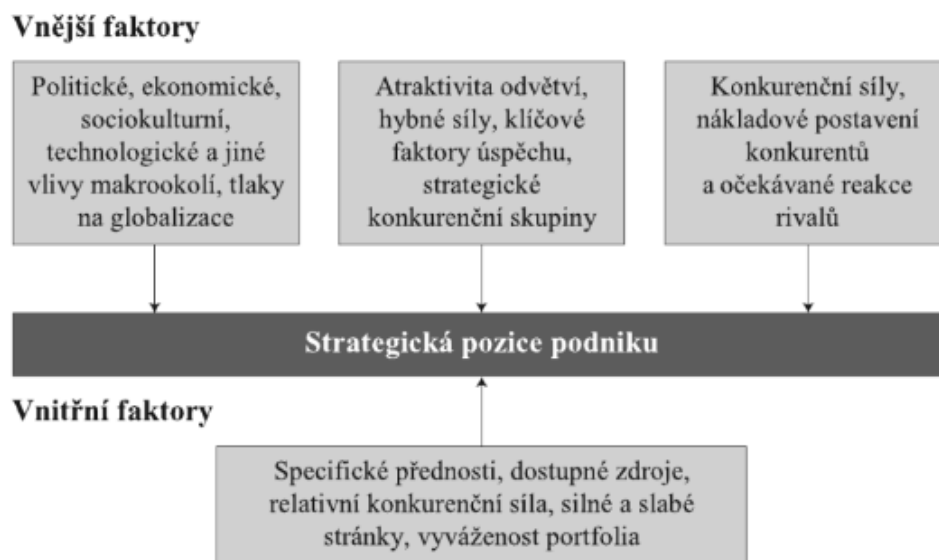 Vnější faktory
Politické, ekonomické,
sociokulturní,
technologické a jiné
vlivy makrookolí, tlaky
na globalizace
Atraktivita odvětví,
hybné síly, klíčové
faktory úspěchu,
strategické
konkurenční skupiny
Konkurenční síly,
nákladové postavení
konkurentů
a očekávané reakce
rivalů
Strategická pozice podniku
Vnitřní faktory
Specifické přednosti, dostupné zdroje,
relativní konkurenční síla, silné a slabé
stránky, vyváženost portfolia